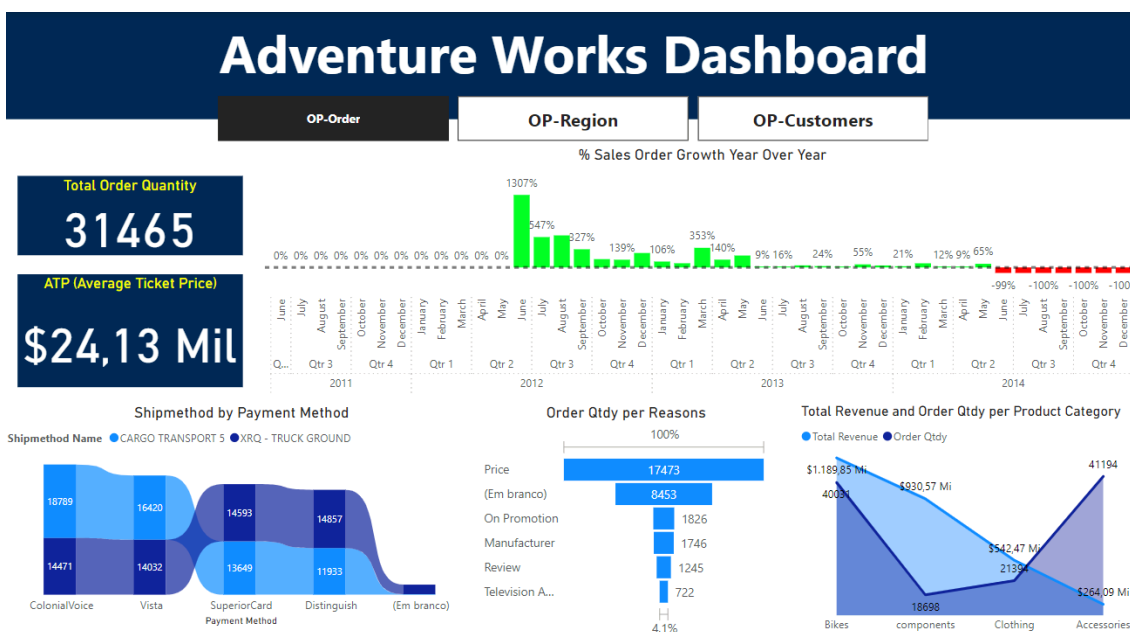 Adventure Works Dashboard
OP-Order
OP-Region
OP-Customers
% Sales Order Growth Year Over Year
Total Order Quantity
31465
ATP (Average Ticket Price)
$24,13 Mil
0% 0% 0% 0% 0% 0% 0% 0% 0% 0% 0% 0% 1307% 547% 327% 139% 106% 353% 140% 9% 16% 24% 55% 21% 12% 9% 65% -99% -100% -100% -100
June July August September October November December January February March April May June July August September October November December January February March April May June July August September October November December January February March April May June July August September October November December
Q... Qtr 3 Qtr 4 Qtr 1 Qtr 2 Qtr 3 Qtr 4 Qtr 1 Qtr 2 Qtr 3 Qtr 4 Qtr 1 Qtr 2 Qtr 3 Qtr 4
2011 2012 2013 2014
Shipmethod by Payment Method
Shipmethod Name CARGO TRANSPORT 5 XRQ - TRUCK GROUND
18789 16420 14593 14857
14471 14032 13649 11933
ColonialVoice Vista SuperiorCard Distinguish (Em branco)
Payment Method
Order Qtdy per Reasons
100%
Price 17473
(Em branco) 8453
On Promotion 1826
Manufacturer 1746
Review 1245
Television A... 722
4.1%
Total Revenue and Order Qtdy per Product Category
Total Revenue Order Qtdy
$1.189,85 Mi $930,57 Mi $542,47 Mi $264,09 Mi
40031 18698 21394 41194
Bikes components Clothing Accessories